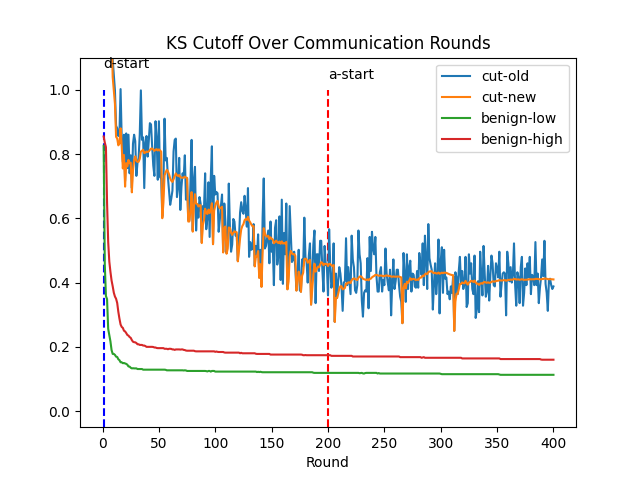 KS Cutoff Over Communication Rounds
d-start
a-start
cut-old
cut-new
benign-low
benign-high
1.0
0.8
0.6
0.4
0.2
0.0
0
50
100
150
200
250
300
350
400
Round